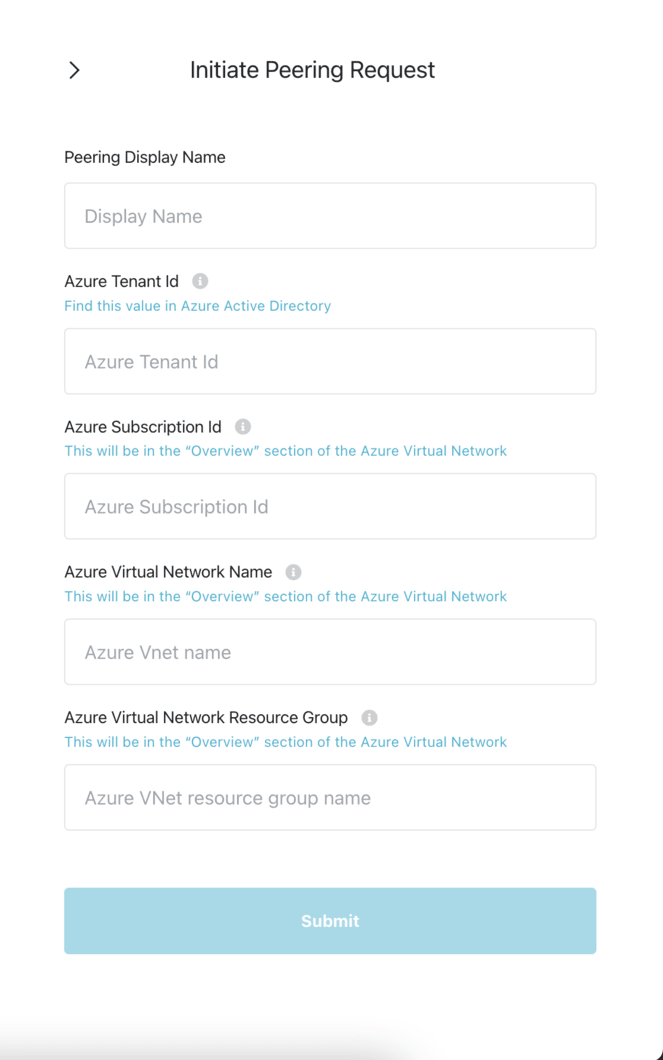 Initiate Peering Request
Peering Display Name
Display Name
Azure Tenant Id
Find this value in Azure Active Directory
Azure Tenant Id
Azure Subscription Id
This will be in the “Overview” section of the Azure Virtual Network
Azure Subscription Id
Azure Virtual Network Name
This will be in the “Overview” section of the Azure Virtual Network
Azure Vnet name
Azure Virtual Network Resource Group
This will be in the “Overview” section of the Azure Virtual Network
Azure VNet resource group name
Submit